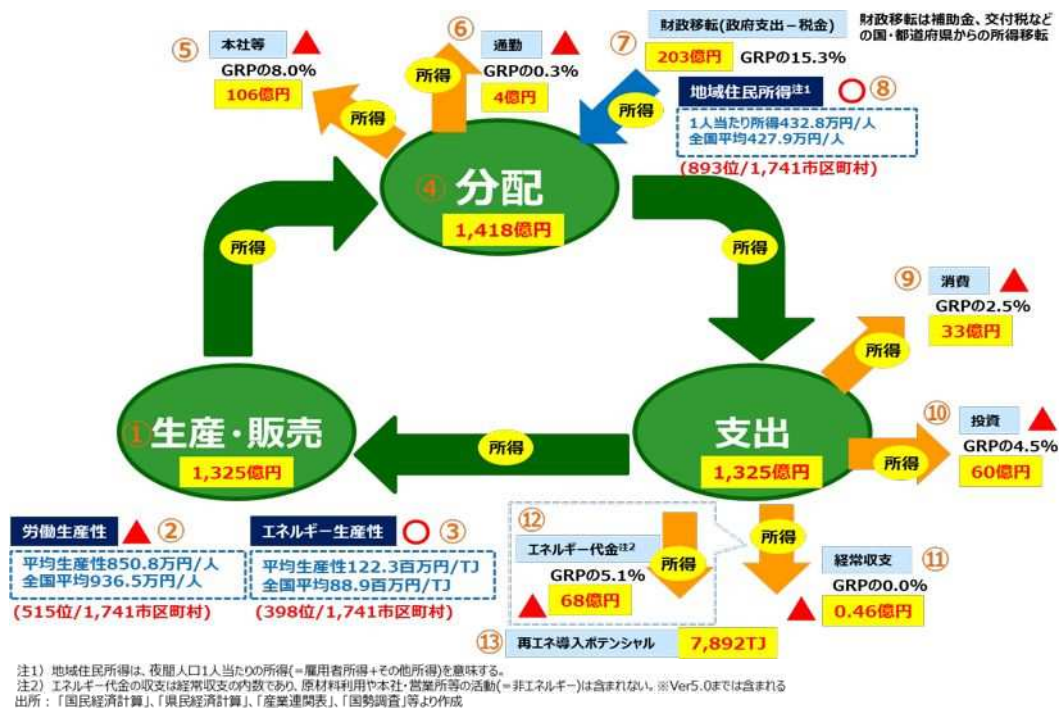 ⑤ 本社等 ▲
GRPの8.0%
106億円
⑥ 通勤 ▲
GRPの0.3%
4億円
財政移転(政府支出－税金)
⑦ 203億円 GRPの15.3%
財政移転は補助金、交付税など
の国・都道府県からの所得移転
地域住民所得注1 ○ ⑧
1人当たり所得432.8万円/人
全国平均427.9万円/人
(893位/1,741市区町村)
所得
所得
所得
④ 分配
1,418億円
所得
所得
⑨ 消費 ▲
GRPの2.5%
33億円
所得
①生産・販売
1,325億円
所得
支出
1,325億円
⑩ 投資 ▲
GRPの4.5%
60億円
所得
労働生産性 ▲ ②
平均生産性850.8万円/人
全国平均936.5万円/人
(515位/1,741市区町村)
エネルギー生産性 ○ ③
平均生産性122.3百万円/TJ
全国平均88.9百万円/TJ
(398位/1,741市区町村)
⑫
エネルギー代金注2
GRPの5.1%
▲ 68億円
所得
所得
経常収支 ⑪
GRPの0.0%
▲ 0.46億円
⑬ 再エネ導入ポテンシャル 7,892TJ
注1）地域住民所得は、夜間人口1人当たりの所得(=雇用者所得+その他所得)を意味する。
注2）エネルギー代金の収支は経常収支の内数であり、原材料利用や本社・営業所等の活動(=非エネルギー)は含まれない。※Ver5.0までは含まれる
出所：「国民経済計算」、「県民経済計算」、「産業連関表」、「国勢調査」等より作成